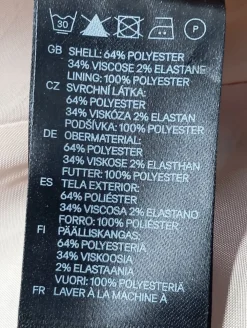 30 P
GB SHELL: 64% POLYESTER
34% VISCOSE 2% ELASTANE
LINING: 100% POLYESTER
CZ SVRCHNÍ LÁTKA:
64% POLYESTER
34% VISKÓZA 2% ELASTAN
PODŠÍVKA: 100% POLYESTER
DE OBERMATERIAL:
64% POLYESTER
34% VISKOSE 2% ELASTHAN
FUTTER: 100% POLYESTER
ES TELA EXTERIOR:
64% POLIÉSTER
34% VISCOSA 2% ELASTANO
FORRO: 100% POLIÉSTER
FI PÄÄLLISKANGAS:
64% POLYESTERIÄ
34% VISKOOSIA
2% ELASTAANIA
VUORI: 100% POLYESTERIÄ
FR LAVER À LA MACHINE À